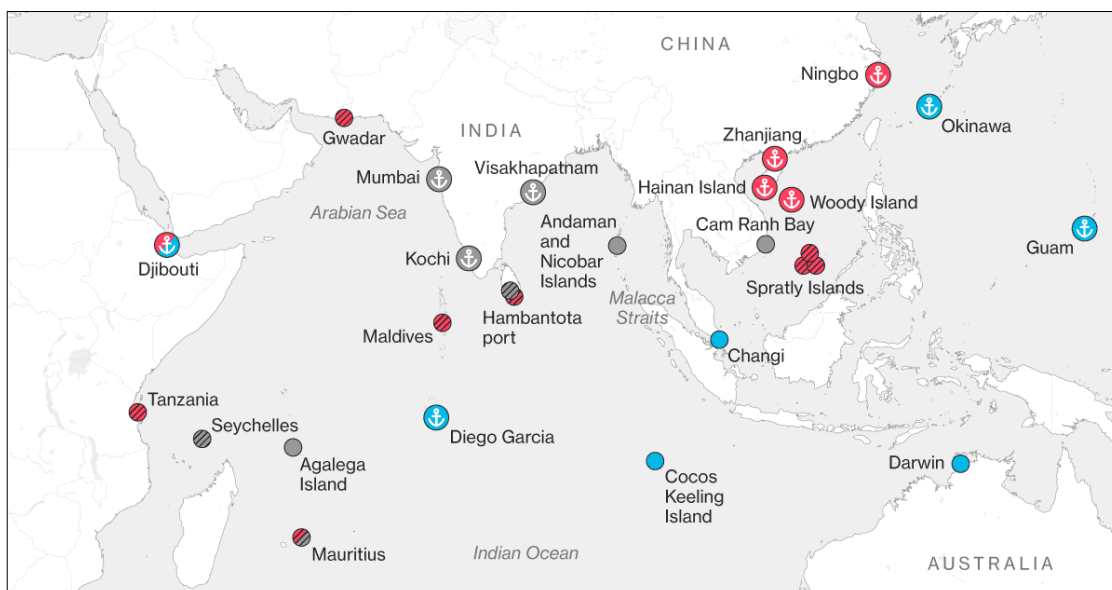 CHINA
Ningbo
Okinawa
Gwadar
INDIA
Zhanjiang
Mumbai
Visakhapatnam
Hainan Island
Woody Island
Arabian Sea
Andaman
and
Nicobar
Islands
Cam Ranh Bay
Guam
Djibouti
Kochi
Spratly Islands
Malacca
Straits
Hambantota
port
Maldives
Changi
Tanzania
Seychelles
Diego Garcia
Agalega
Island
Cocos
Keeling
Island
Darwin
Mauritius
Indian Ocean
AUSTRALIA